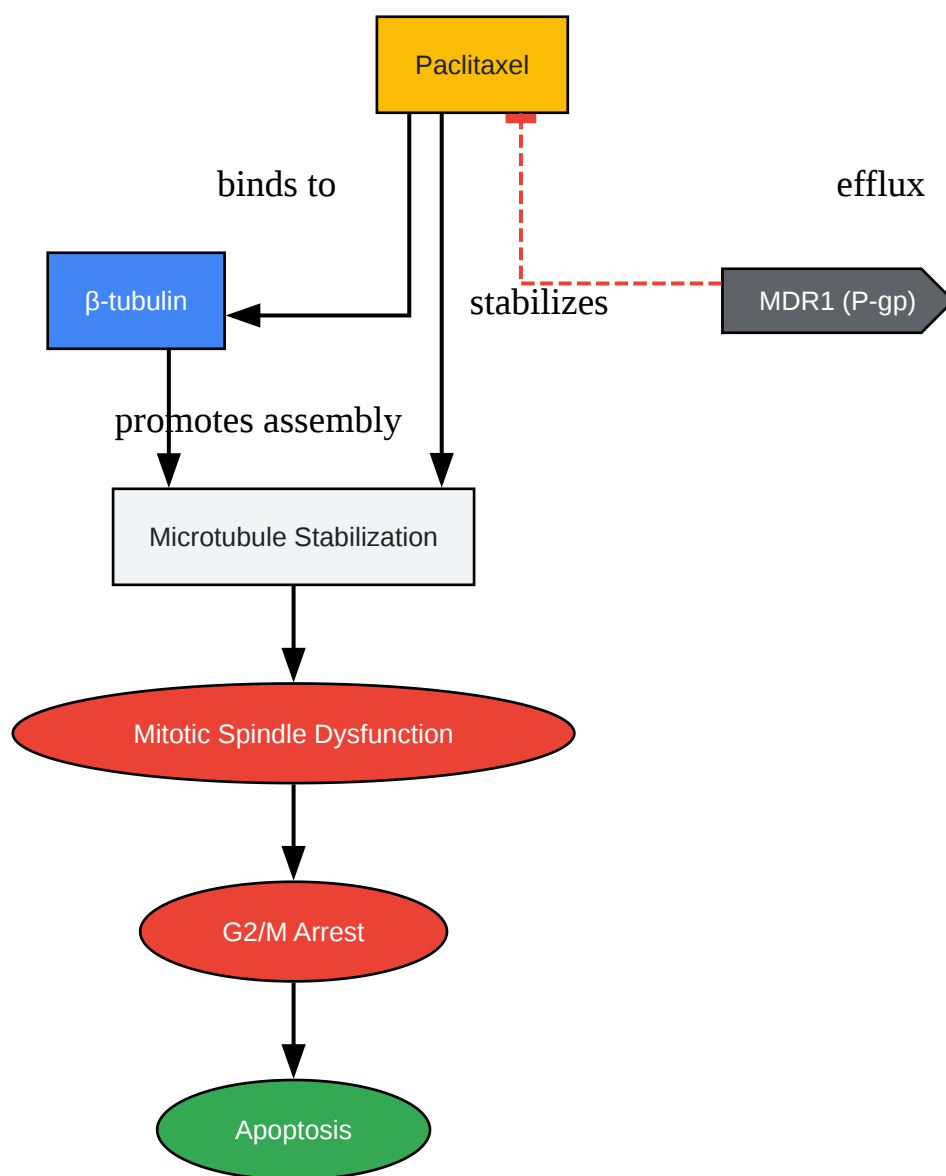 Paclitaxel
binds to
efflux
β-tubulin
stabilizes
MDR1 (P-gp)
promotes assembly
Microtubule Stabilization
Mitotic Spindle Dysfunction
G2/M Arrest
Apoptosis